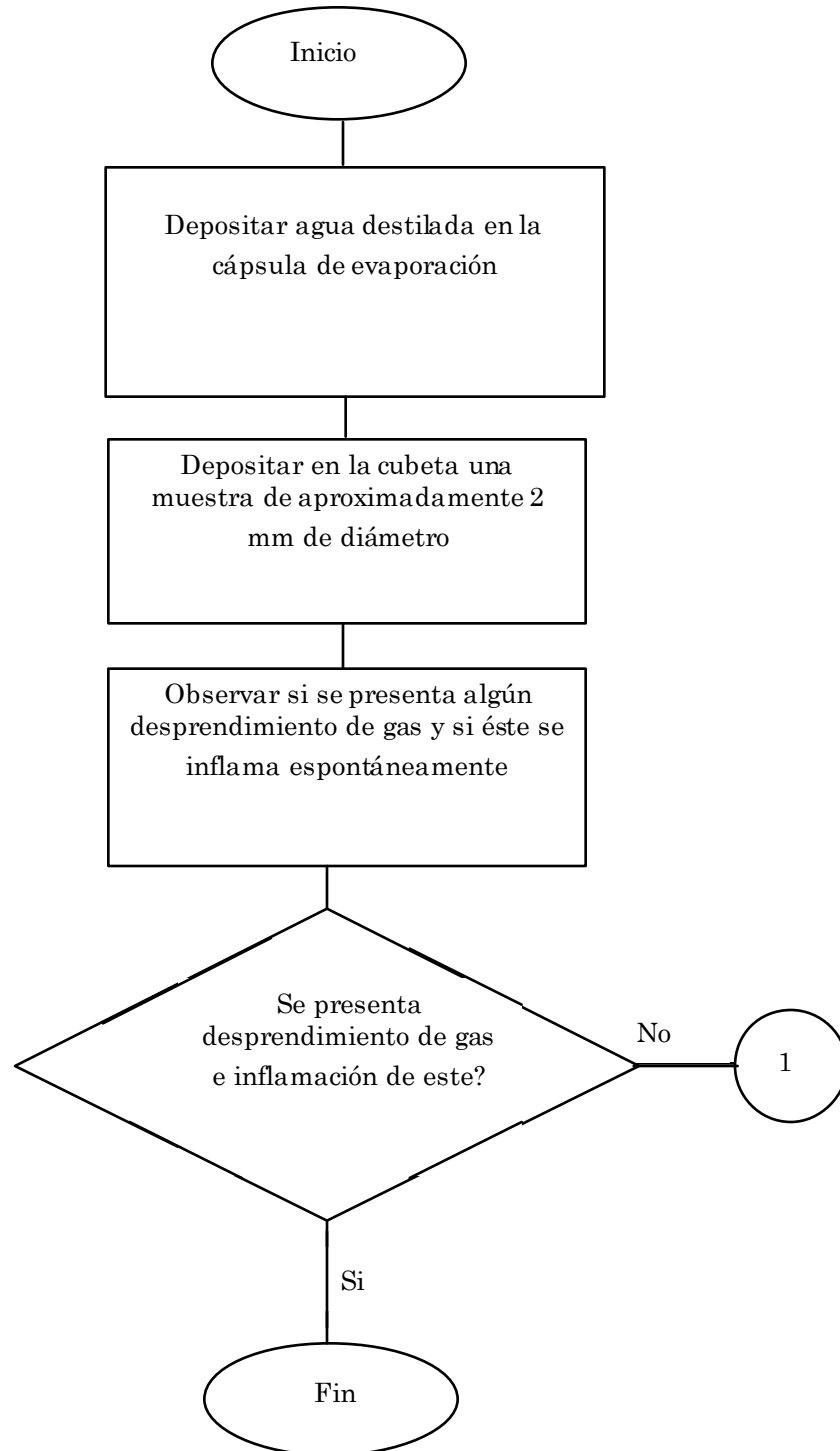 Inicio
Depositar agua destilada en la
cápsula de evaporación
Depositar en la cubeta una
muestra de aproximadamente 2
mm de diámetro
Observar si se presenta algún
desprendimiento de gas y si éste se
inflama espontáneamente
Se presenta
desprendimiento de gas
e inflamación de este?
No
1
Si
Fin